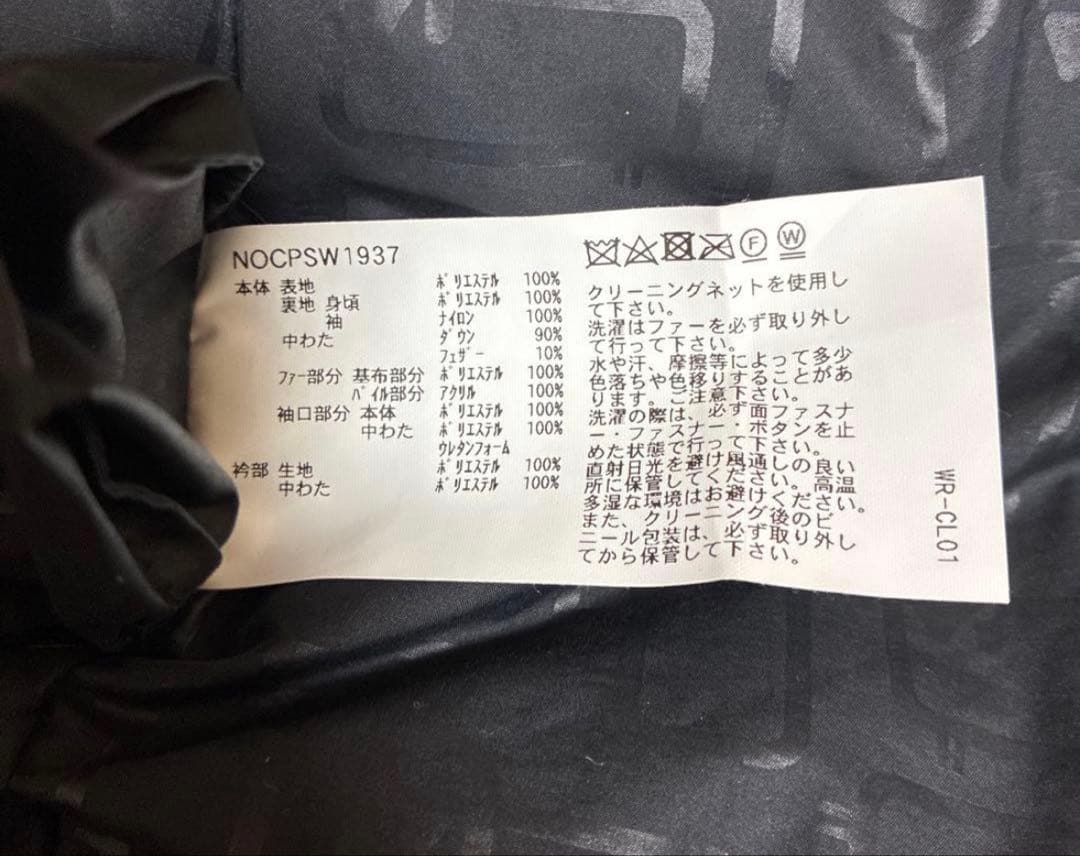 NOCPSW1937
本体 表地 ポリエステル 100%
裏地 身頃 ポリエステル 100%
袖 ナイロン 100%
中わた ダウン 90%
フェザー 10%
ファー部分 基布部分 ポリエステル 100%
パイル部分 アクリル 100%
袖口部分 本体 ポリエステル 100%
中わた ポリエステル 100%
ウレタンフォーム
衿部 生地 ポリエステル 100%
中わた ポリエステル 100%
F W
クリーニングネットを使用し
て下さい。
洗濯はファーを必ず取り外し
て行って下さい。
水や汗、摩擦等によって多少
色落ちや色移りすることがあ
ります。ご注意下さい。
洗濯の際は、必ず面ファスナ
ー・ファスナー・ボタンを止
めた状態で行って下さい。
直射日光を避け風通しの良い
所に保管してください。高温
多湿な環境はお避けください。
また、クリーニング後のビ
ニール包装は、必ず取り外し
てから保管して下さい。
WR-CL01